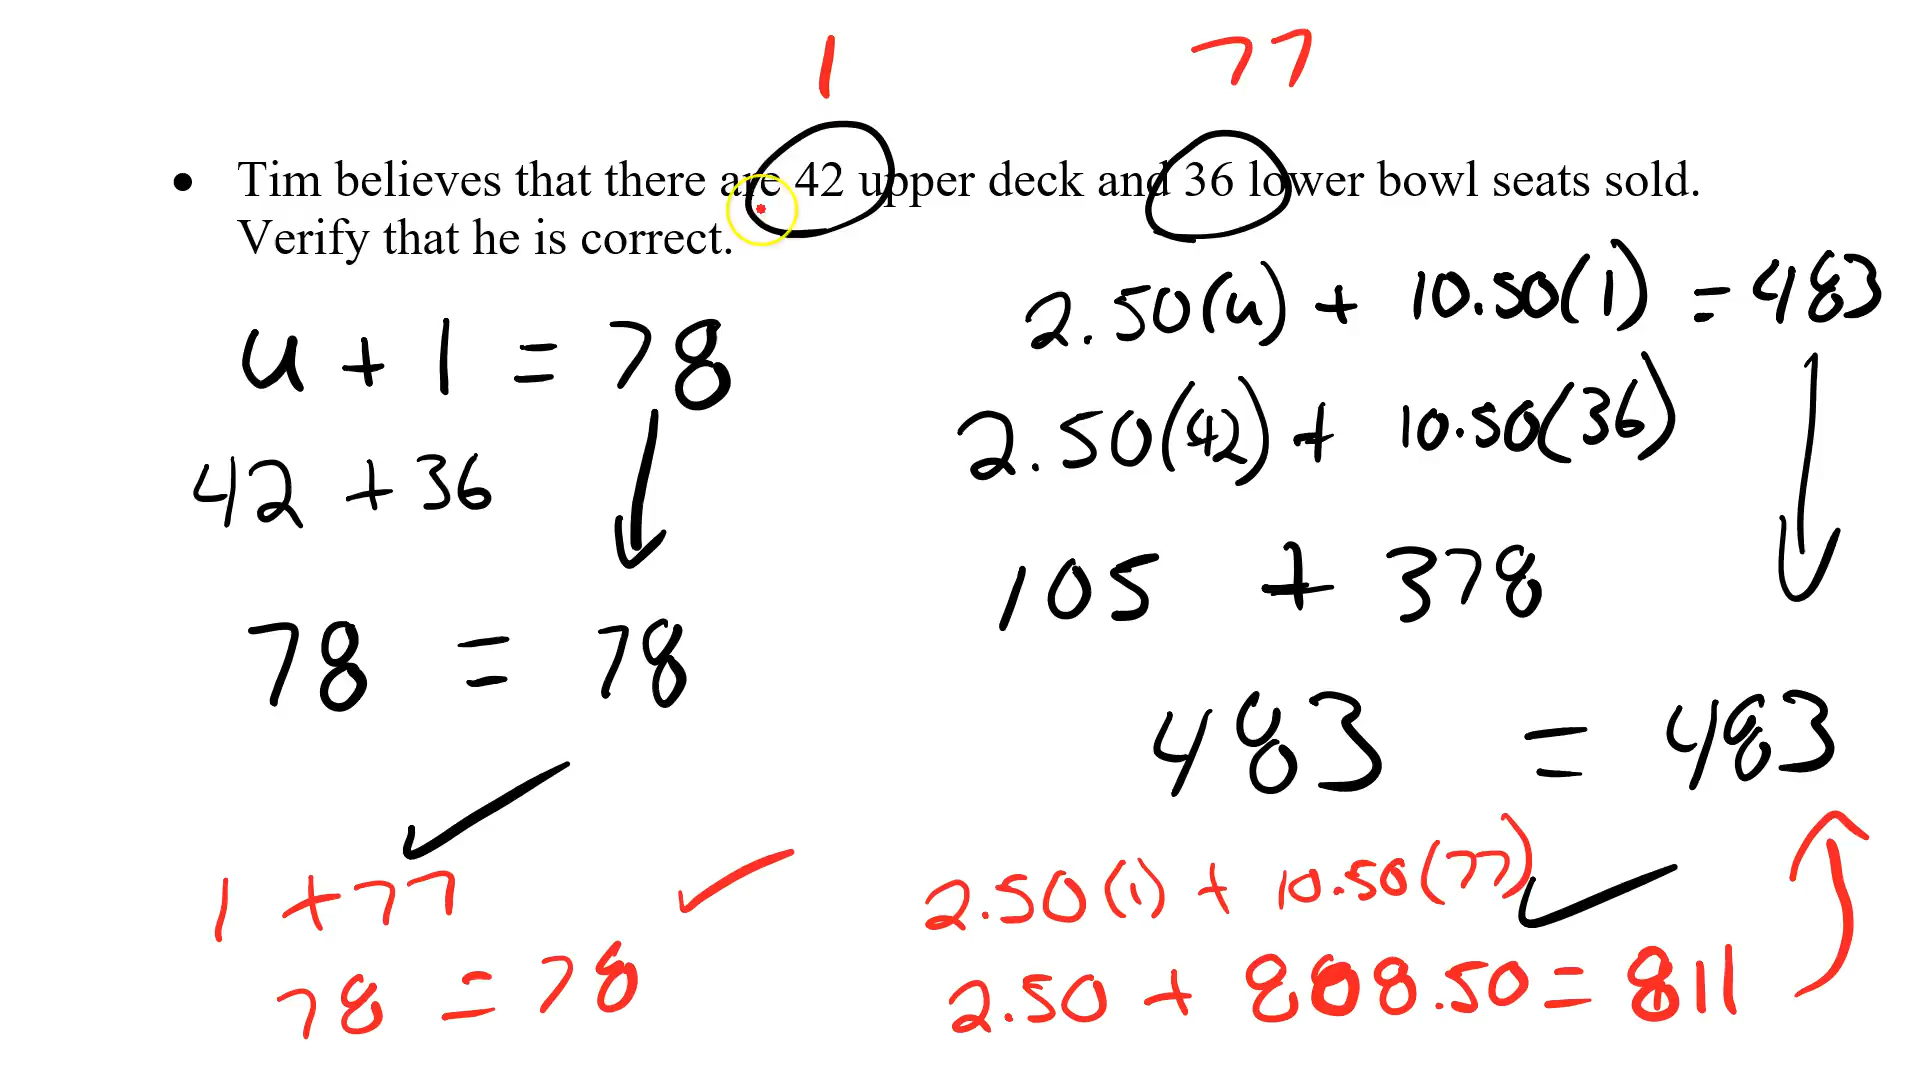 1 77
• Tim believes that there are 42 upper deck and 36 lower bowl seats sold.
Verify that he is correct.
u + l = 78
42 + 36
78 = 78
2.50(u) + 10.50(l) = 483
2.50(42) + 10.50(36)
105 + 378
483 = 483
1 + 77
78 = 78
2.50(1) + 10.50(77)
2.50 + 808.50 = 811